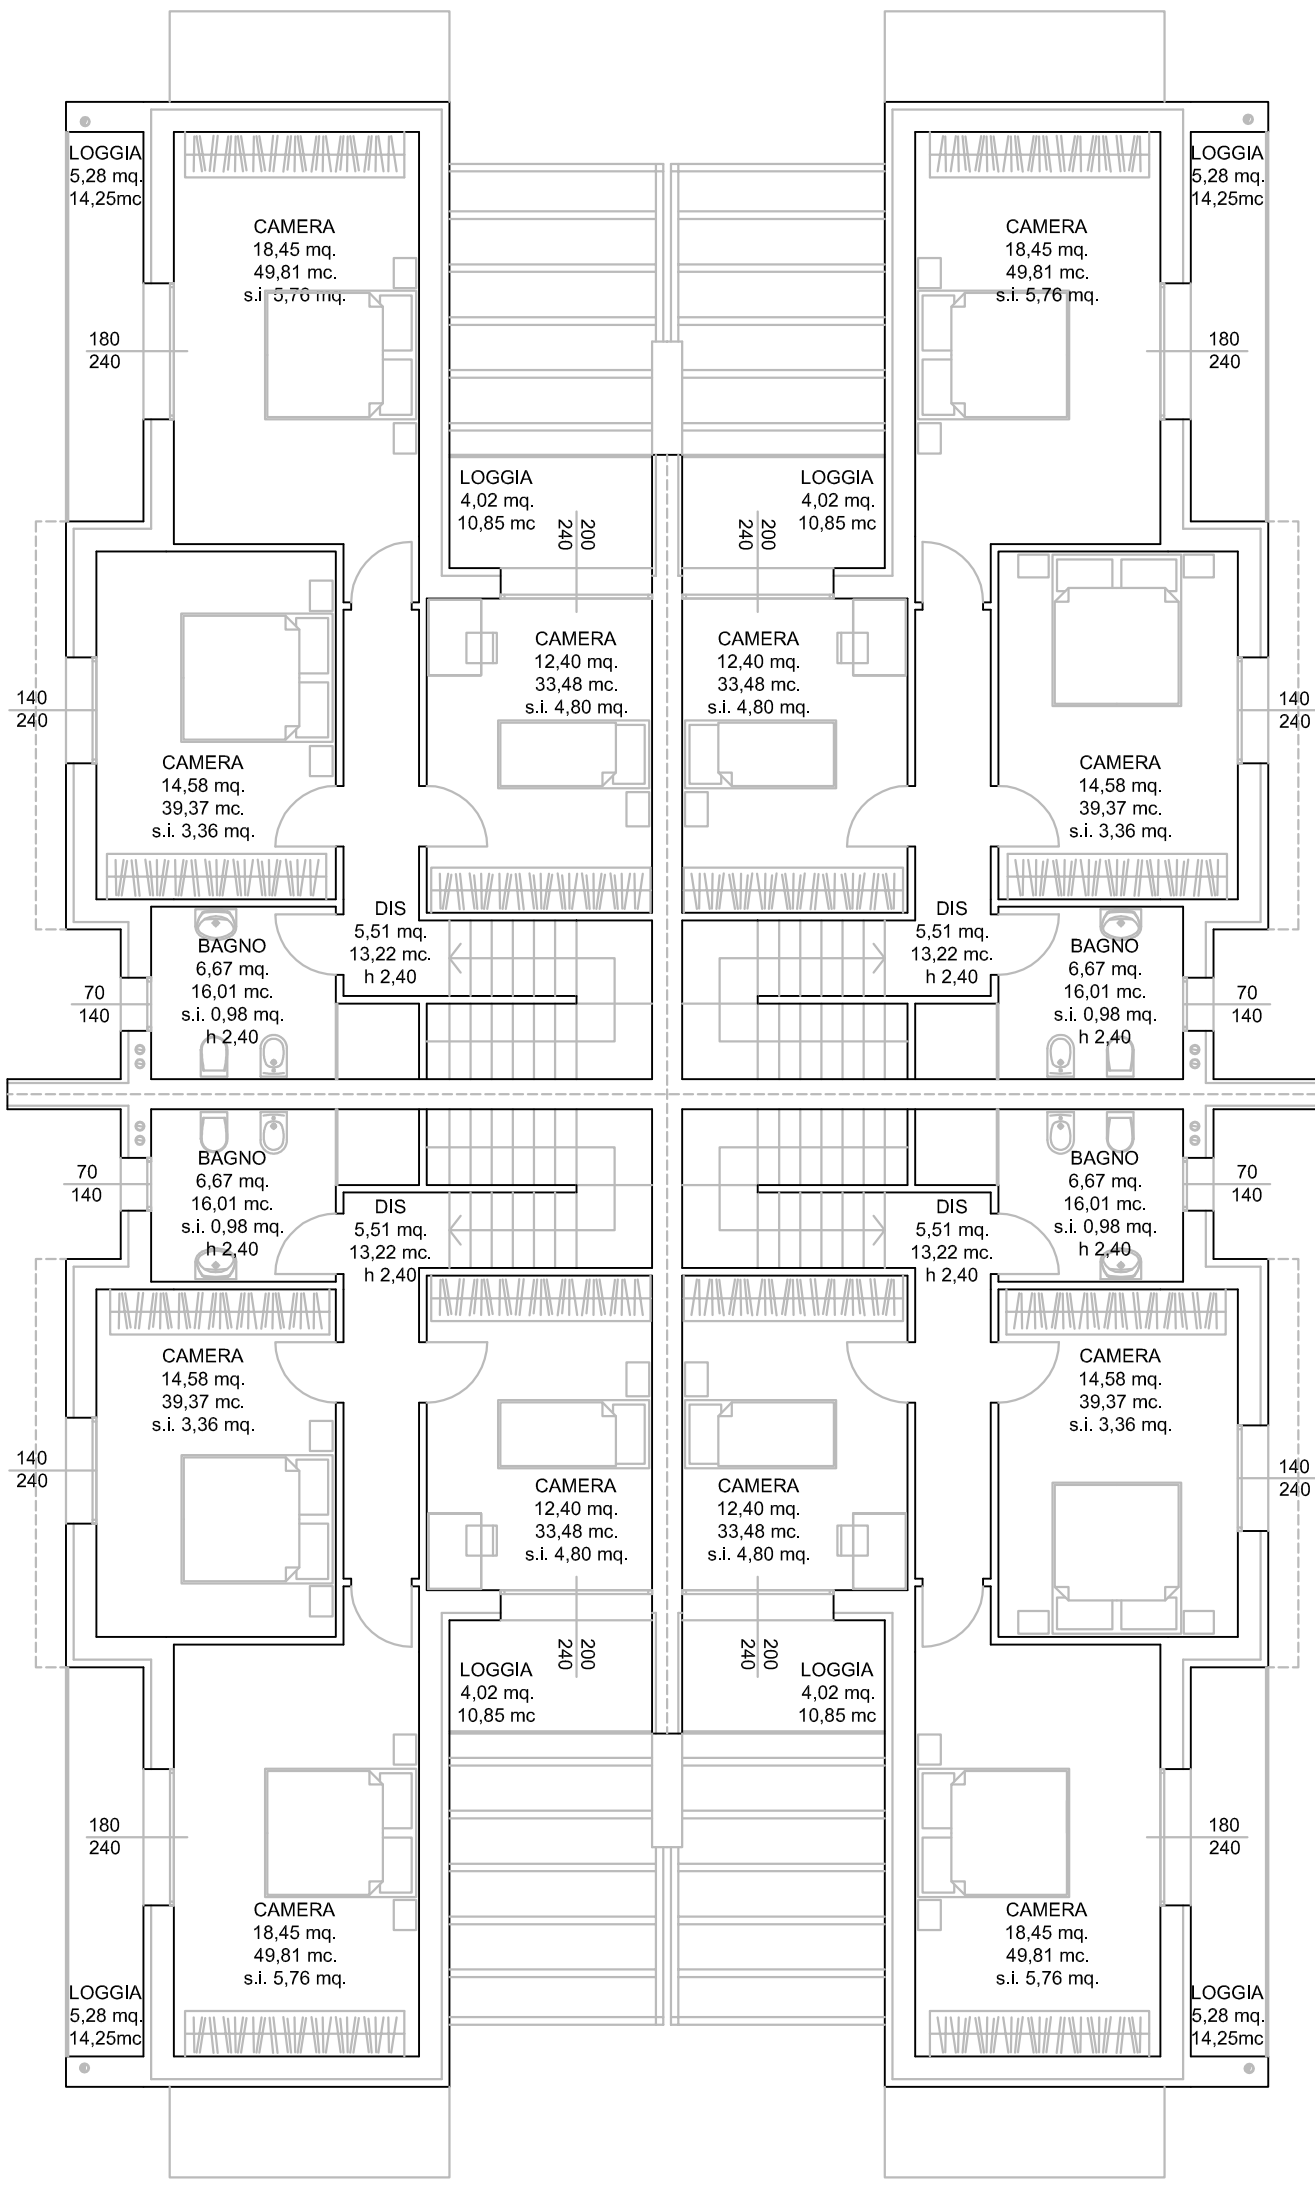 LOGGIA
5,28 mq.
14,25mc
CAMERA
18,45 mq.
49,81 mc.
s.i. 5,76 mq.
180
240
LOGGIA
4,02 mq.
10,85 mc
200
240
CAMERA
14,58 mq.
39,37 mc.
s.i. 3,36 mq.
140
240
CAMERA
12,40 mq.
33,48 mc.
s.i. 4,80 mq.
DIS
5,51 mq.
13,22 mc.
h 2,40
BAGNO
6,67 mq.
16,01 mc.
s.i. 0,98 mq.
h 2,40
70
140
CAMERA
18,45 mq.
49,81 mc.
s.i. 5,76 mq.
LOGGIA
5,28 mq.
14,25mc
180
240
LOGGIA
4,02 mq.
10,85 mc
200
240
CAMERA
12,40 mq.
33,48 mc.
s.i. 4,80 mq.
CAMERA
14,58 mq.
39,37 mc.
s.i. 3,36 mq.
140
240
DIS
5,51 mq.
13,22 mc.
h 2,40
BAGNO
6,67 mq.
16,01 mc.
s.i. 0,98 mq.
h 2,40
70
140
BAGNO
6,67 mq.
16,01 mc.
s.i. 0,98 mq.
h 2,40
70
140
DIS
5,51 mq.
13,22 mc.
h 2,40
CAMERA
14,58 mq.
39,37 mc.
s.i. 3,36 mq.
140
240
CAMERA
12,40 mq.
33,48 mc.
s.i. 4,80 mq.
200
240
LOGGIA
4,02 mq.
10,85 mc
180
240
CAMERA
18,45 mq.
49,81 mc.
s.i. 5,76 mq.
LOGGIA
5,28 mq.
14,25mc
DIS
5,51 mq.
13,22 mc.
h 2,40
BAGNO
6,67 mq.
16,01 mc.
s.i. 0,98 mq.
h 2,40
70
140
CAMERA
14,58 mq.
39,37 mc.
s.i. 3,36 mq.
140
240
CAMERA
12,40 mq.
33,48 mc.
s.i. 4,80 mq.
200
240
LOGGIA
4,02 mq.
10,85 mc
180
240
CAMERA
18,45 mq.
49,81 mc.
s.i. 5,76 mq.
LOGGIA
5,28 mq.
14,25mc